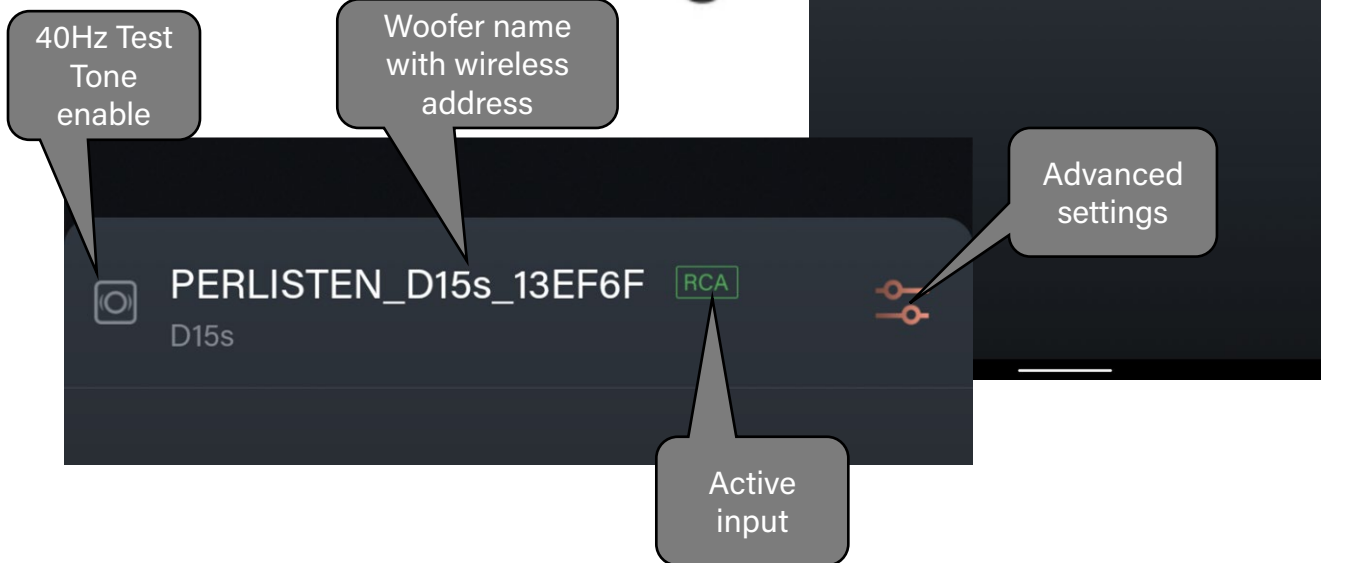 40Hz Test
Tone
enable
Woofer name
with wireless
address
Advanced
settings
PERLISTEN_D15s_13EF6F
RCA
D15s
Active
input